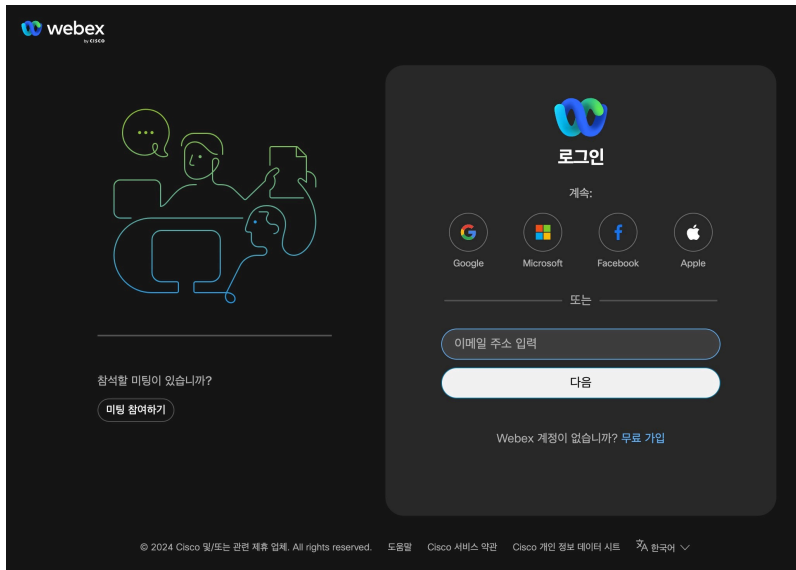 webex
by CISCO
로그인
계속:
Google Microsoft Facebook Apple
또는
이메일 주소 입력
다음
Webex 계정이 없습니까? 무료 가입
참석할 미팅이 있습니까?
미팅 참여하기
© 2024 Cisco 및/또는 관련 제휴 업체. All rights reserved. 도움말 Cisco 서비스 약관 Cisco 개인 정보 데이터 시트 한국어